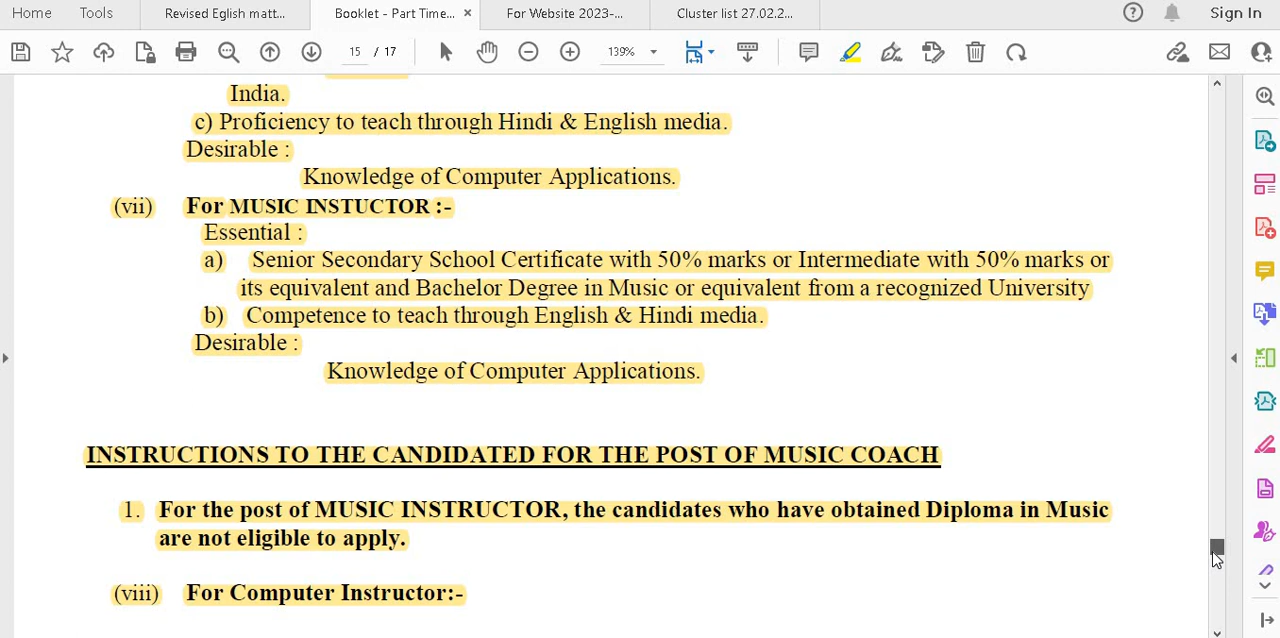 Home Tools Revised Eglish matt... Booklet - Part Time... × For Website 2023-... Cluster list 27.02.2... Sign In
15 / 17 139%
India.
c) Proficiency to teach through Hindi & English media.
Desirable :
Knowledge of Computer Applications.
(vii) For MUSIC INSTUCTOR :-
Essential :
a) Senior Secondary School Certificate with 50% marks or Intermediate with 50% marks or
its equivalent and Bachelor Degree in Music or equivalent from a recognized University
b) Competence to teach through English & Hindi media.
Desirable :
Knowledge of Computer Applications.
INSTRUCTIONS TO THE CANDIDATED FOR THE POST OF MUSIC COACH
1. For the post of MUSIC INSTRUCTOR, the candidates who have obtained Diploma in Music
are not eligible to apply.
(viii) For Computer Instructor:-